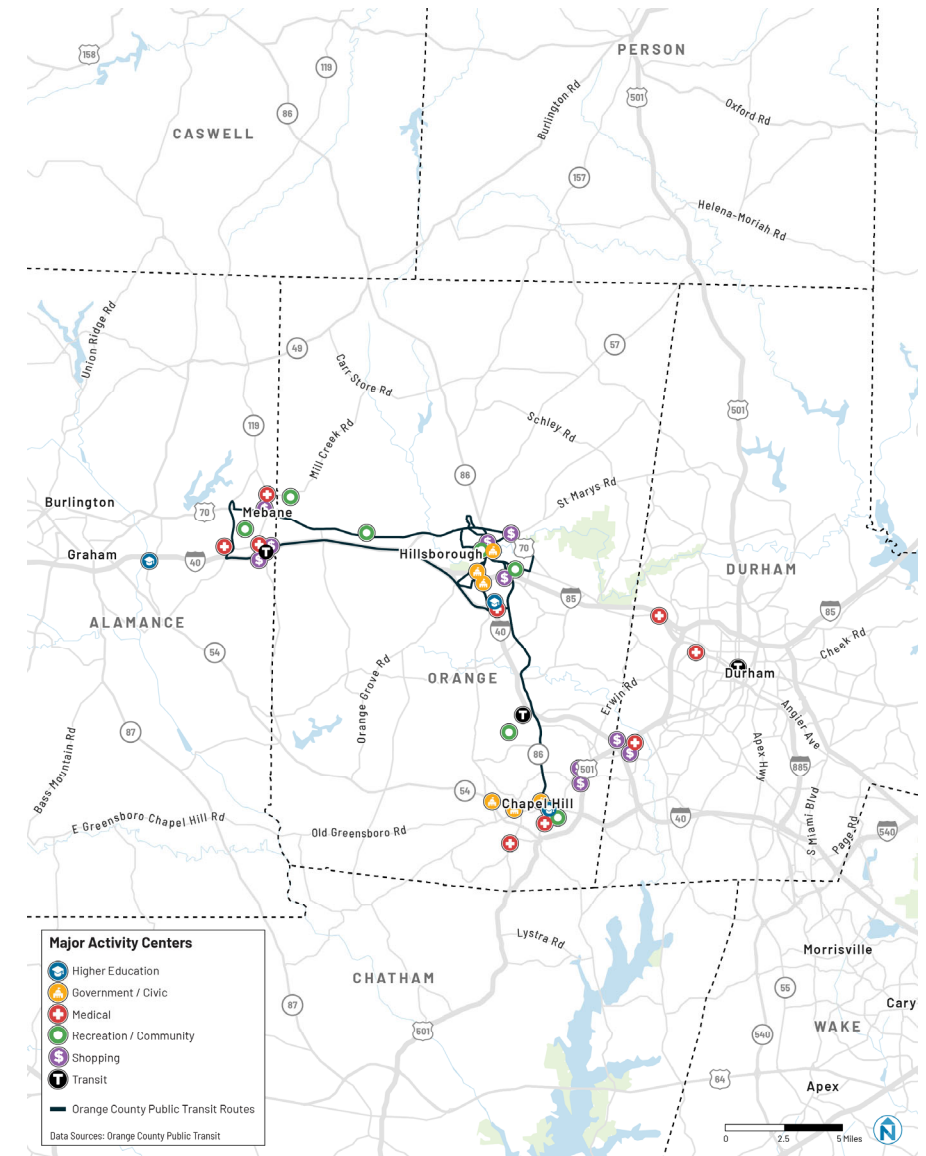 PERSON
158
119
501
86
Burlington Rd
Oxford Rd
CASWELL
157
Helena-Moriah Rd
Union Ridge Rd
49
57
Carr Store Rd
501
119
Mill Creek Rd
Schley Rd
86
St Marys Rd
Burlington
70
Mebane
Graham
40
Hillsborough
70
DURHAM
85
85
ALAMANCE
40
Cheek Rd
54
ORANGE
Durham
Orange Grove Rd
Erwin Rd
Angier Ave
87
Apex Hwy
Bass Mountain Rd
86
501
885
54
Chapel Hill
S Miami Blvd
40
Page Rd
540
E Greensboro Chapel Hill Rd
Old Greensboro Rd
Lystra Rd
Morrisville
CHATHAM
55
87
Cary
WAKE
501
540
64
Apex
Major Activity Centers
Higher Education
Government / Civic
Medical
Recreation / Community
Shopping
Transit
Orange County Public Transit Routes
Data Sources: Orange County Public Transit
0 2.5 5 Miles
N